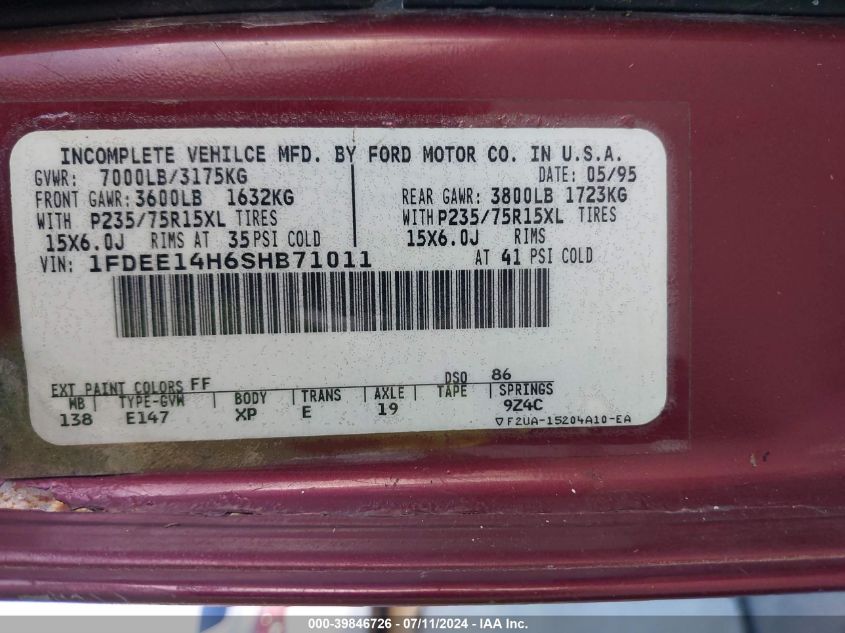 INCOMPLETE VEHILCE MFD. BY FORD MOTOR CO. IN U.S.A.
GVWR: 7000LB/3175KG DATE: 05/95
FRONT GAWR: 3600LB 1632KG REAR GAWR: 3800LB 1723KG
WITH P235/75R15XL TIRES WITH P235/75R15XL TIRES
15X6.0J RIMS AT 35 PSI COLD 15X6.0J RIMS
VIN: 1FDEE14H6SHB71011 AT 41 PSI COLD
EXT PAINT COLORS FF DSO 86
WB TYPE-GVW BODY TRANS AXLE TAPE SPRINGS
138 E147 XP E 19 9Z4C
F2UA-15204A10-EA
000-39846726 - 07/11/2024 - IAAI.com